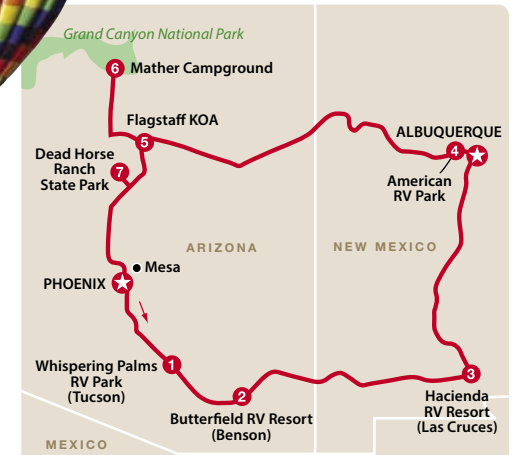 Grand Canyon National Park
6 Mather Campground
Flagstaff KOA
5
ALBUQUERQUE
4
Dead Horse
Ranch
State Park
7
American
RV Park
ARIZONA
NEW MEXICO
Mesa
PHOENIX
Whispering Palms
RV Park
(Tucson)
1
2
Butterfield RV Resort
(Benson)
3
Hacienda
RV Resort
(Las Cruces)
MEXICO